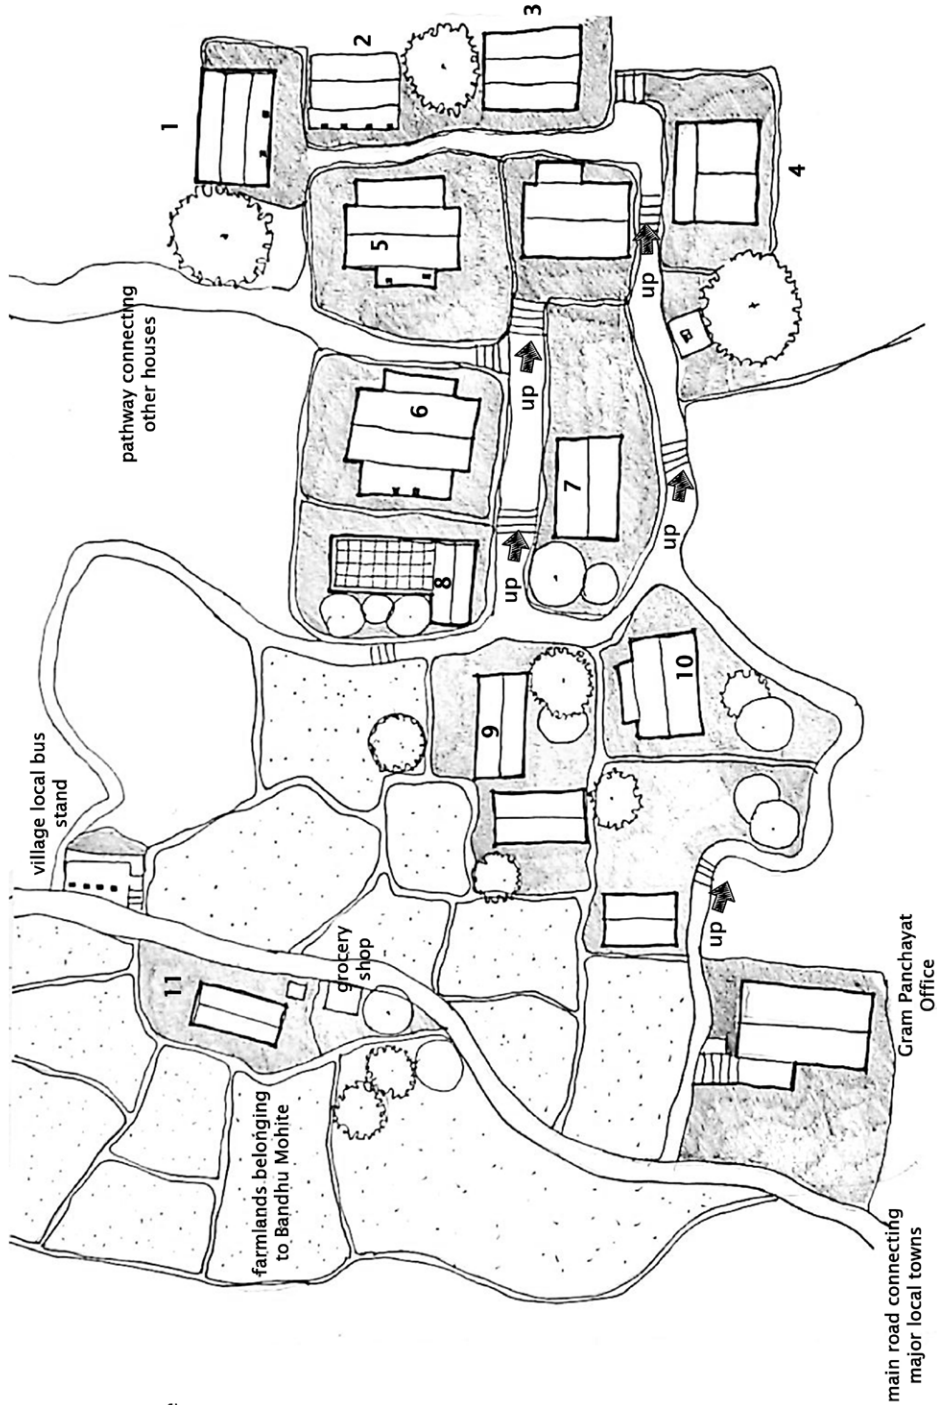 village local bus
stand
pathway connecting
other houses
11
1
farmlands belonging
to Bandhu Mohite
grocery
shop
2
5
6
8
9
up
up
3
7
up
up
10
up
4
main road connecting
major local towns
Gram Panchayat
Office